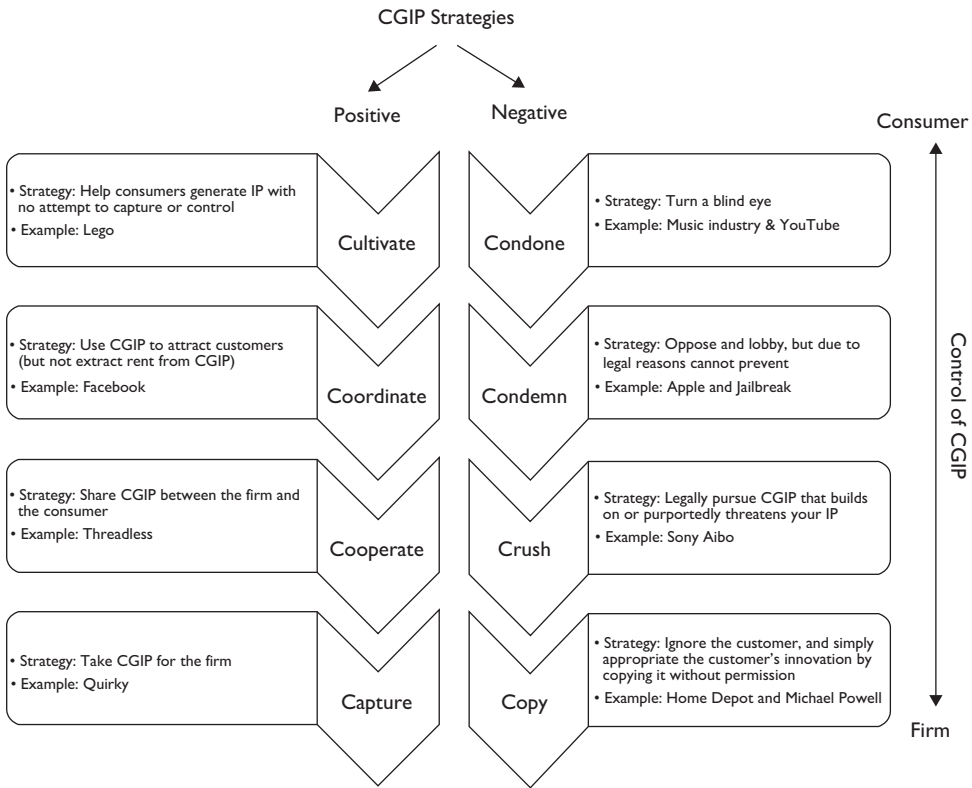 CGIP Strategies
Positive
Negative
Consumer
• Strategy: Help consumers generate IP with
no attempt to capture or control
• Example: Lego
Cultivate
Condone
• Strategy: Turn a blind eye
• Example: Music industry & YouTube
• Strategy: Use CGIP to attract customers
(but not extract rent from CGIP)
• Example: Facebook
Coordinate
Condemn
• Strategy: Oppose and lobby, but due to
legal reasons cannot prevent
• Example: Apple and Jailbreak
Control of CGIP
• Strategy: Share CGIP between the firm and
the consumer
• Example: Threadless
Cooperate
Crush
• Strategy: Legally pursue CGIP that builds
on or purportedly threatens your IP
• Example: Sony Aibo
• Strategy: Take CGIP for the firm
• Example: Quirky
Capture
Copy
• Strategy: Ignore the customer, and simply
appropriate the customer’s innovation by
copying it without permission
• Example: Home Depot and Michael Powell
Firm